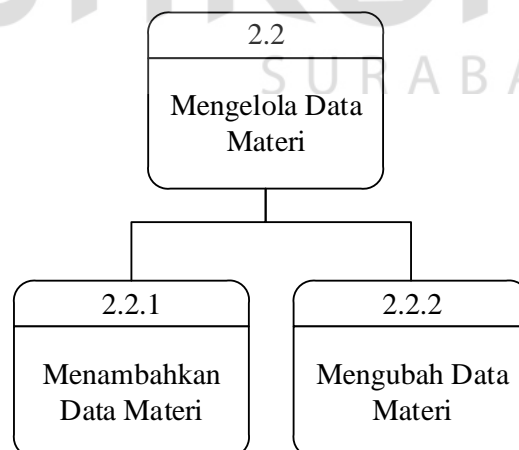 2.2
Mengelola Data
Materi
2.2.1
Menambahkan
Data Materi
2.2.2
Mengubah Data
Materi